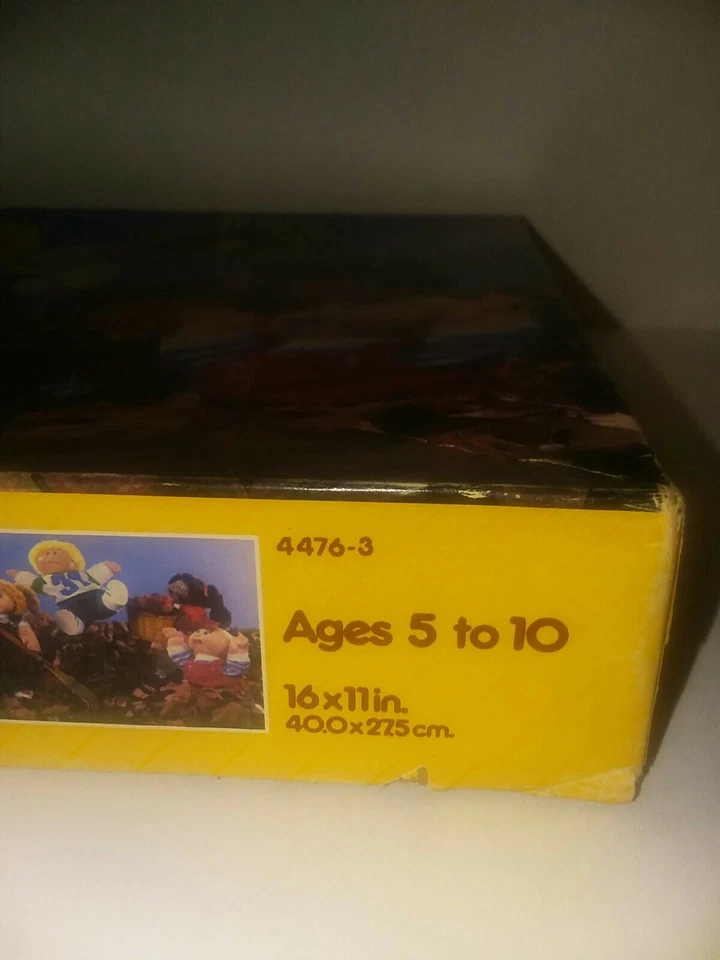 4476-3
Ages 5 to 10
16x11in.
40.0x27.5cm.